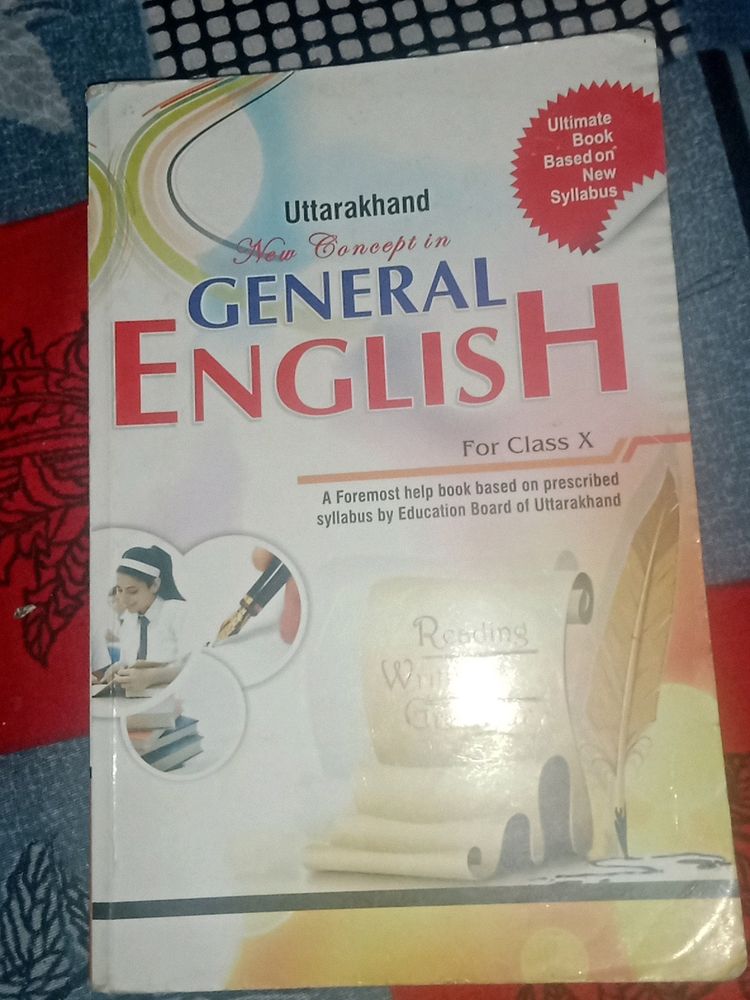 Ultimate
Book
Based on
New
Syllabus
Uttarakhand
New Concept in
GENERAL
ENGLISH
For Class X
A Foremost help book based on prescribed
syllabus by Education Board of Uttarakhand
Reading